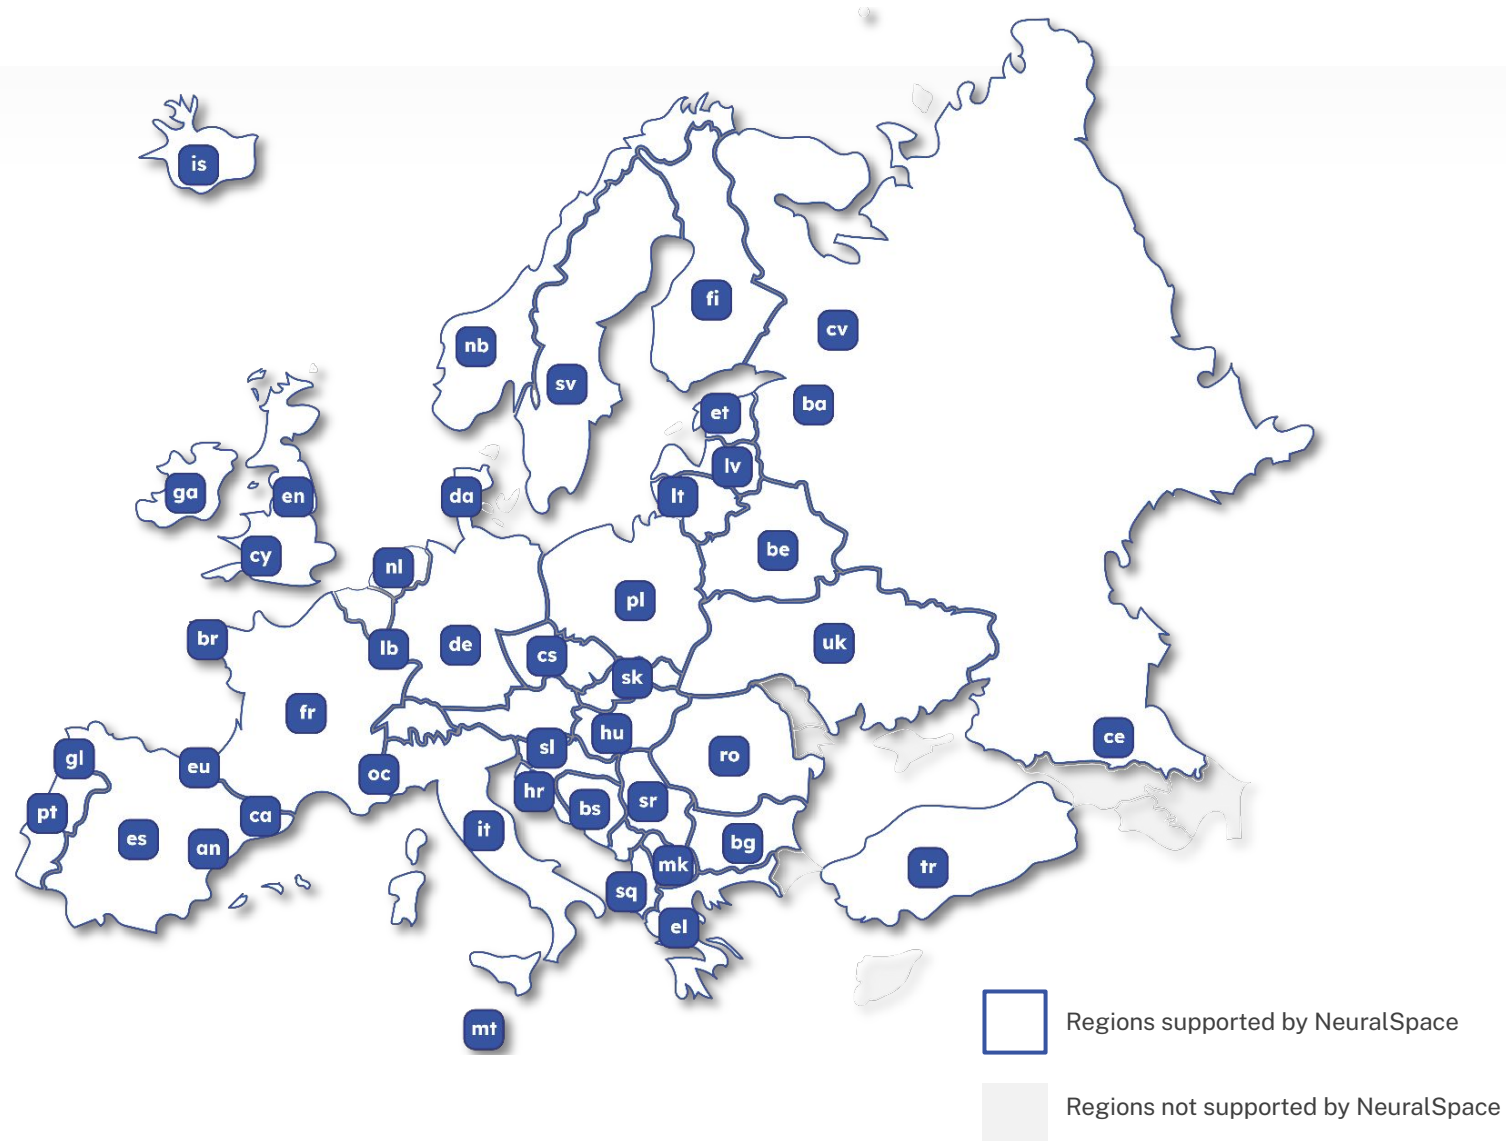 is
fi
cv
nb
sv
ba
et
lv
ga
en
da
lt
cy
nl
be
pl
br
lb
de
cs
uk
sk
fr
hu
ce
gl
eu
oc
sl
ro
pt
ca
hr
bs
sr
es
an
it
bg
mk
tr
sq
el
mt
Regions supported by NeuralSpace
Regions not supported by NeuralSpace